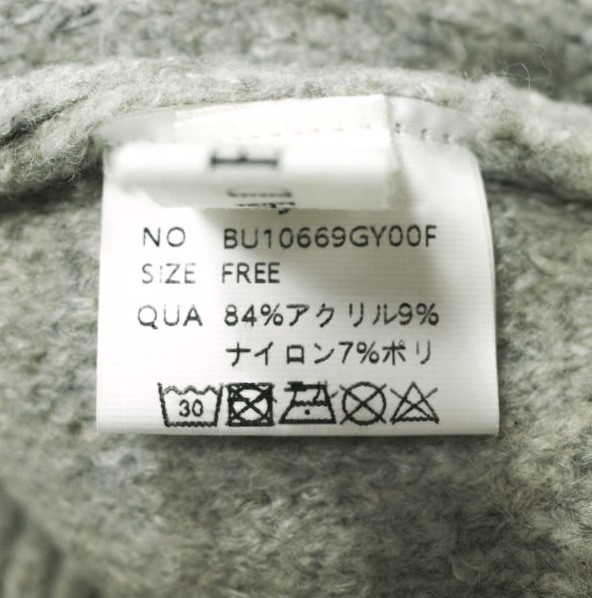 NO BU10669GY00F
SIZE FREE
QUA 84%アクリル9%
ナイロン7%ポリ
30